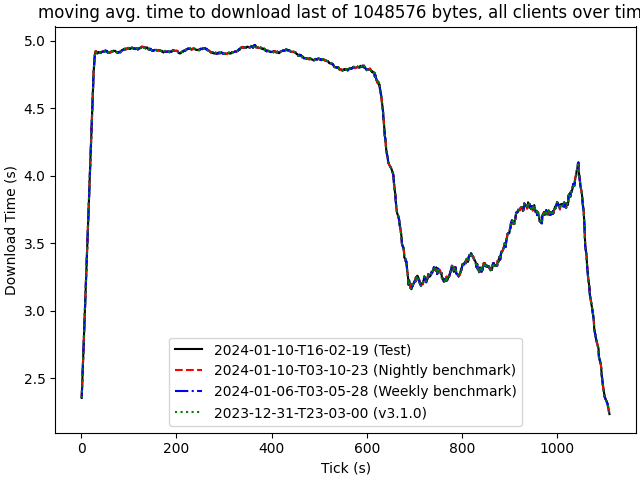 moving avg. time to download last of 1048576 bytes, all clients over tim
5.0
4.5
4.0
3.5
3.0
2.5
Download Time (s)
2024-01-10-T16-02-19 (Test)
2024-01-10-T03-10-23 (Nightly benchmark)
2024-01-06-T03-05-28 (Weekly benchmark)
2023-12-31-T23-03-00 (v3.1.0)
0 200 400 600 800 1000
Tick (s)